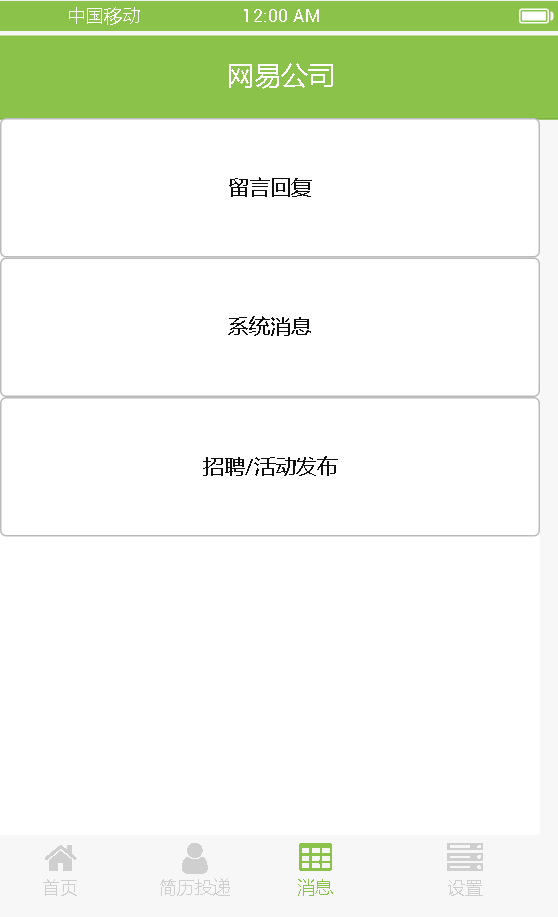 中国移动 12:00 AM
网易公司
留言回复
系统消息
招聘/活动发布
首页 简历投递 消息 设置